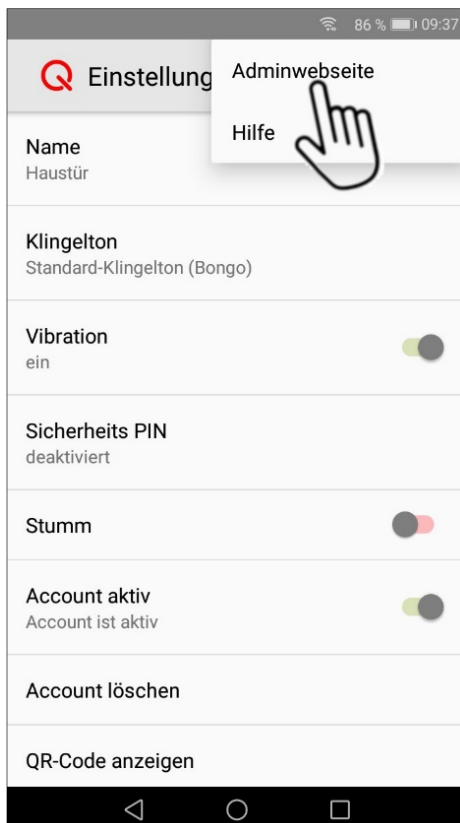 86 % 09:37
Einstellung
Adminwebseite
Hilfe
Name
Haustür
Klingelton
Standard-Klingelton (Bongo)
Vibration
ein
Sicherheits PIN
deaktiviert
Stumm
Account aktiv
Account ist aktiv
Account löschen
QR-Code anzeigen